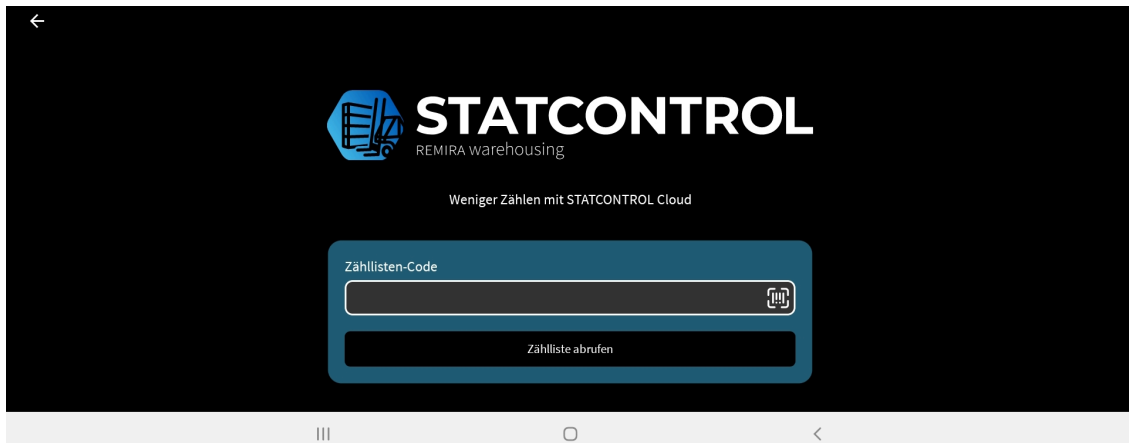 STATCONTROL
REMIRA warehousing
Weniger Zählen mit STATCONTROL Cloud
Zähllisten-Code
Zählliste abrufen